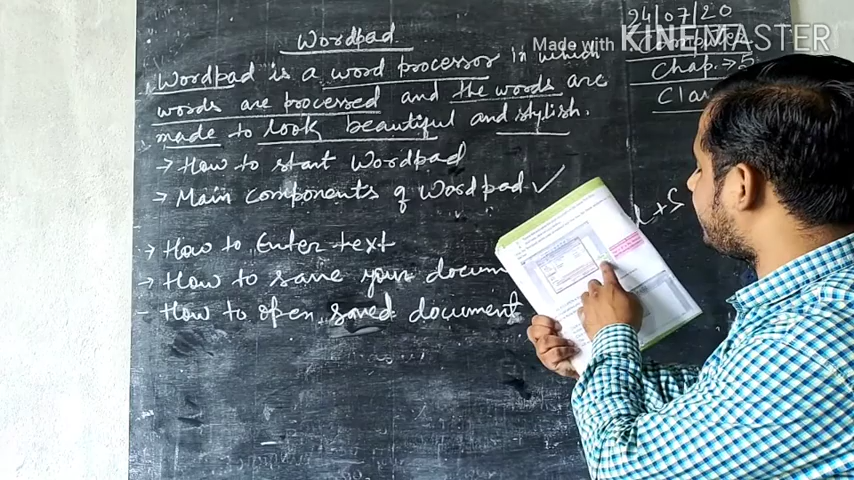 Wordpad
24/07/20
Made with KINEMASTER
Computer
Chap. → 5
Cla
Wordpad is a word processor in which
words are processed and the words are
made to look beautiful and stylish.
→ How to start Wordpad
→ Main components of Wordpad ✓
+S
→ How to Enter text
→ How to save your docum
- How to open saved document